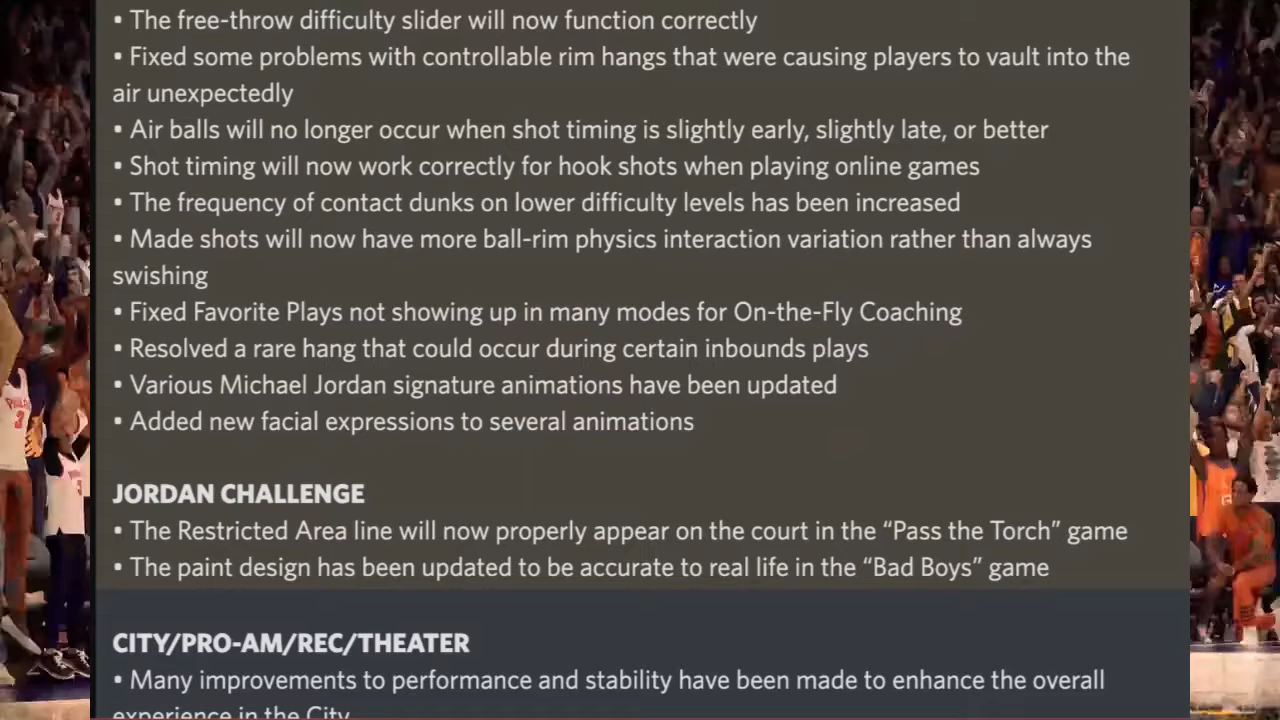 • The free-throw difficulty slider will now function correctly
• Fixed some problems with controllable rim hangs that were causing players to vault into the
air unexpectedly
• Air balls will no longer occur when shot timing is slightly early, slightly late, or better
• Shot timing will now work correctly for hook shots when playing online games
• The frequency of contact dunks on lower difficulty levels has been increased
• Made shots will now have more ball-rim physics interaction variation rather than always
swishing
• Fixed Favorite Plays not showing up in many modes for On-the-Fly Coaching
• Resolved a rare hang that could occur during certain inbounds plays
• Various Michael Jordan signature animations have been updated
• Added new facial expressions to several animations
JORDAN CHALLENGE
• The Restricted Area line will now properly appear on the court in the “Pass the Torch” game
• The paint design has been updated to be accurate to real life in the “Bad Boys” game
CITY/PRO-AM/REC/THEATER
• Many improvements to performance and stability have been made to enhance the overall
experience in the City